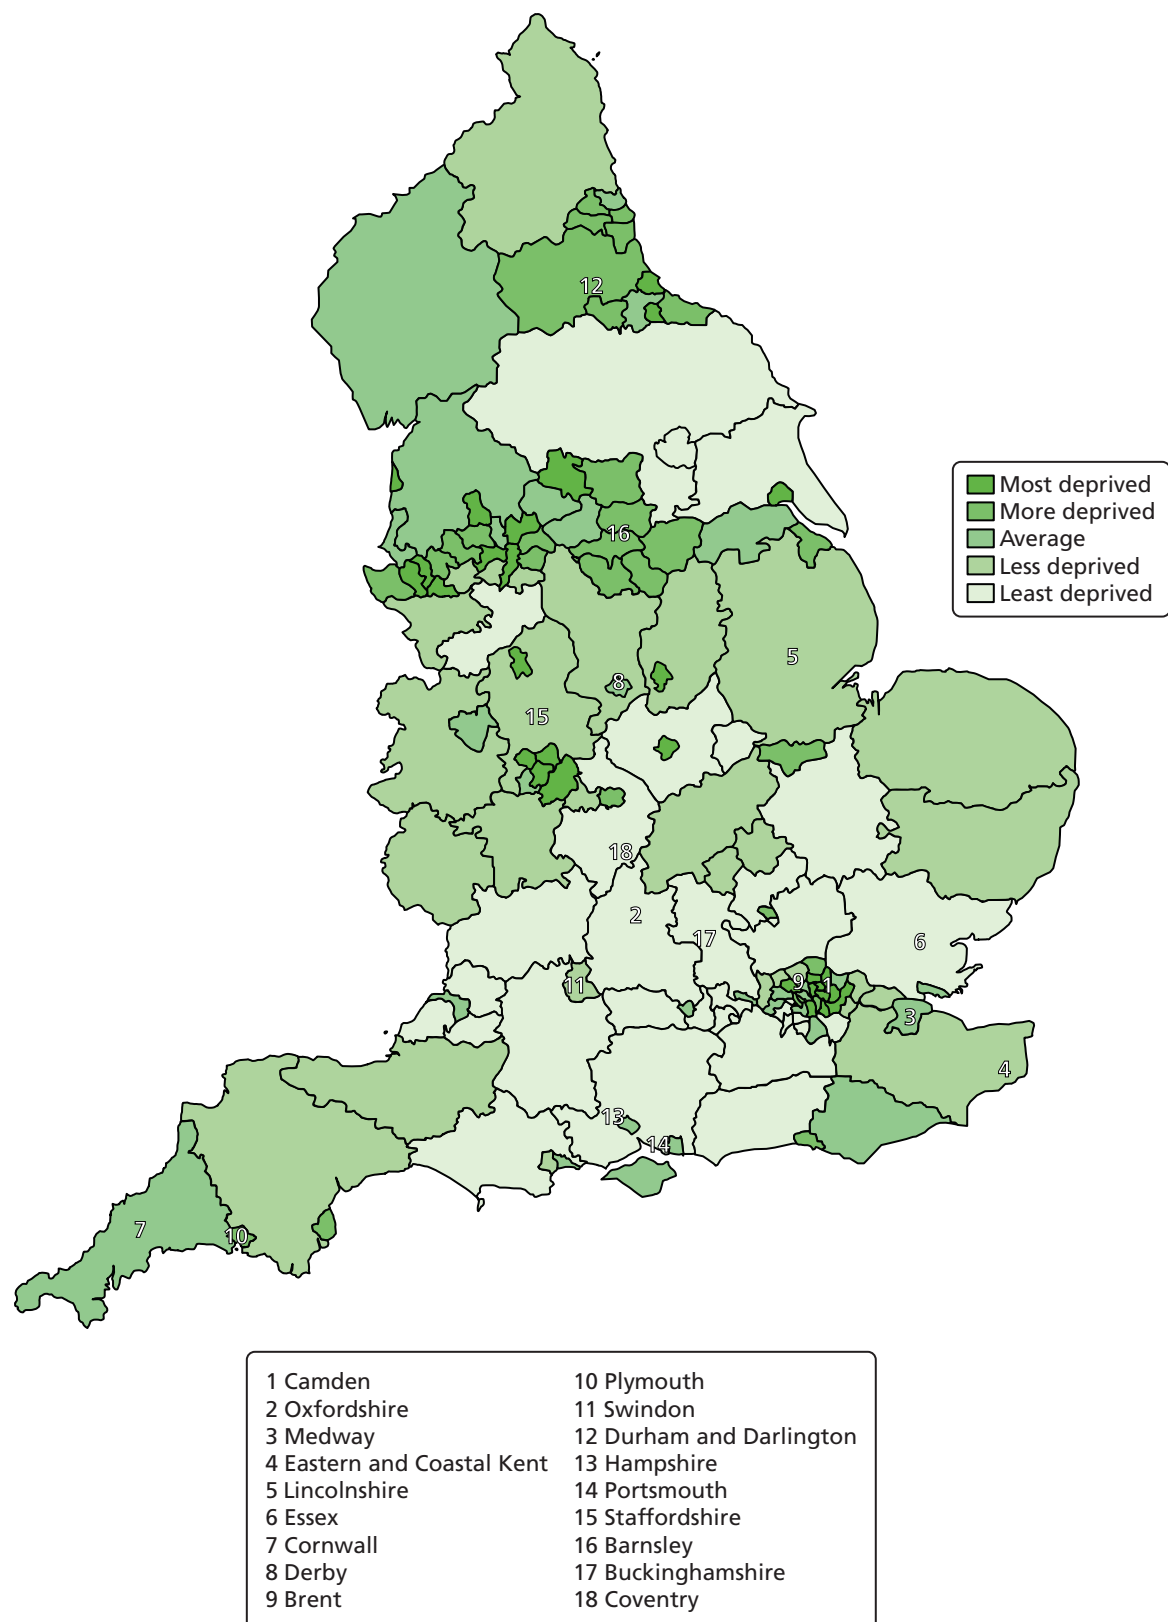 12
16
5
8
15
18
2
17
6
9
1
11
3
4
13
14
7
10
Most deprived
More deprived
Average
Less deprived
Least deprived
1 Camden
2 Oxfordshire
3 Medway
4 Eastern and Coastal Kent
5 Lincolnshire
6 Essex
7 Cornwall
8 Derby
9 Brent
10 Plymouth
11 Swindon
12 Durham and Darlington
13 Hampshire
14 Portsmouth
15 Staffordshire
16 Barnsley
17 Buckinghamshire
18 Coventry